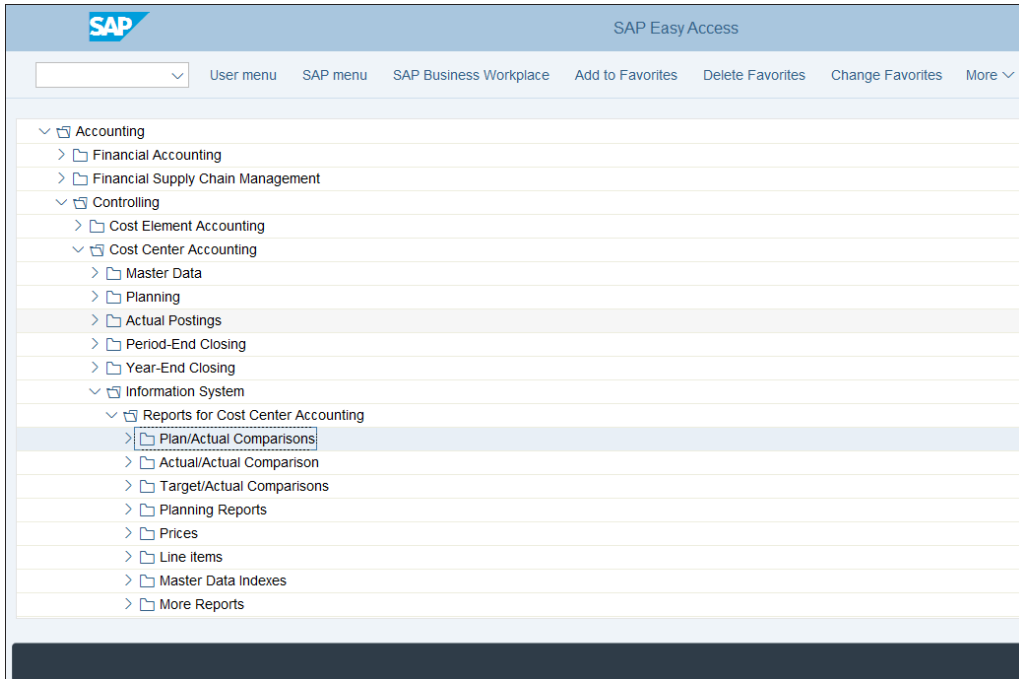 SAP SAP Easy Access
User menu SAP menu SAP Business Workplace Add to Favorites Delete Favorites Change Favorites More
Accounting
Financial Accounting
Financial Supply Chain Management
Controlling
Cost Element Accounting
Cost Center Accounting
Master Data
Planning
Actual Postings
Period-End Closing
Year-End Closing
Information System
Reports for Cost Center Accounting
Plan/Actual Comparisons
Actual/Actual Comparison
Target/Actual Comparisons
Planning Reports
Prices
Line items
Master Data Indexes
More Reports